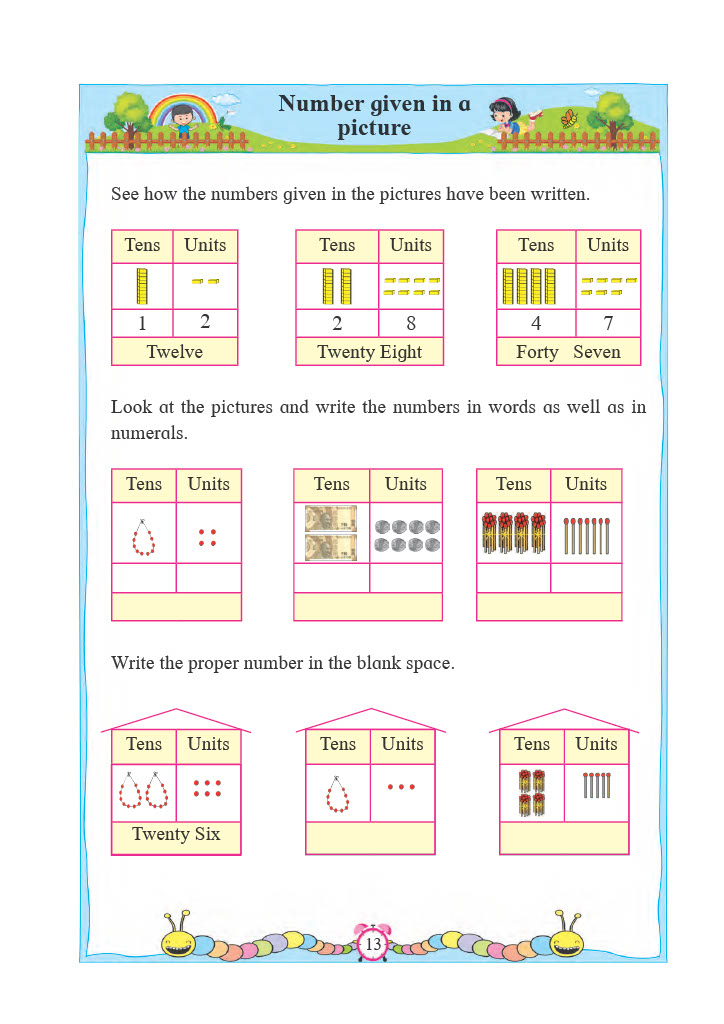 Number given in a
picture
See how the numbers given in the pictures have been written.
Tens Units Tens Units Tens Units
1 2 2 8 4 7
Twelve Twenty Eight Forty Seven
Look at the pictures and write the numbers in words as well as in
numerals.
Tens Units Tens Units Tens Units
Write the proper number in the blank space.
Tens Units Tens Units Tens Units
Twenty Six
13